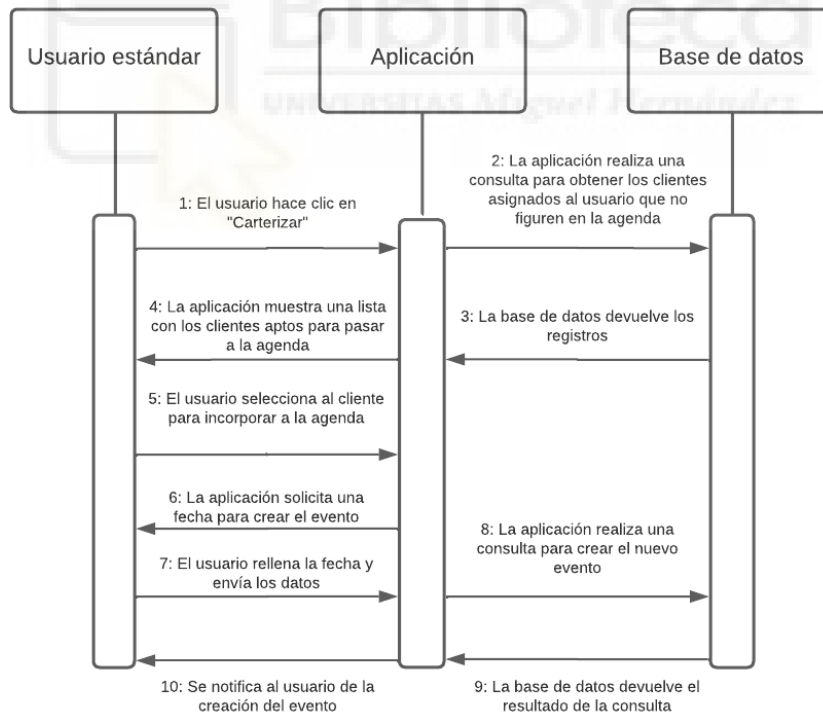 Biblioteca
UNIVERSITAS Miguel Hernández
Usuario estándar
Aplicación
Base de datos
1: El usuario hace clic en
"Carterizar"
2: La aplicación realiza una
consulta para obtener los clientes
asignados al usuario que no
figuren en la agenda
4: La aplicación muestra una lista
con los clientes aptos para pasar
a la agenda
3: La base de datos devuelve los
registros
5: El usuario selecciona al cliente
para incorporar a la agenda
6: La aplicación solicita una
fecha para crear el evento
7: El usuario rellena la fecha y
envía los datos
8: La aplicación realiza una
consulta para crear el nuevo
evento
10: Se notifica al usuario de la
creación del evento
9: La base de datos devuelve el
resultado de la consulta